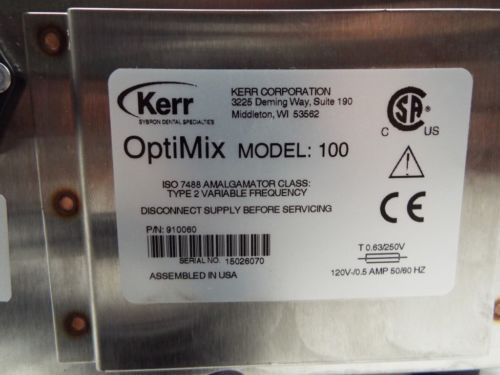 Kerr
SYBRON DENTAL SPECIALTIES
KERR CORPORATION
3225 Deming Way, Suite 190
Middleton, WI 53562
SA
C US
OptiMix MODEL: 100
ISO 7488 AMALGAMATOR CLASS:
TYPE 2 VARIABLE FREQUENCY
DISCONNECT SUPPLY BEFORE SERVICING
P/N: 910060
SERIAL NO. 15026070
ASSEMBLED IN USA
CE
T 0.63/250V
120V~/0.5 AMP 50/60 HZ